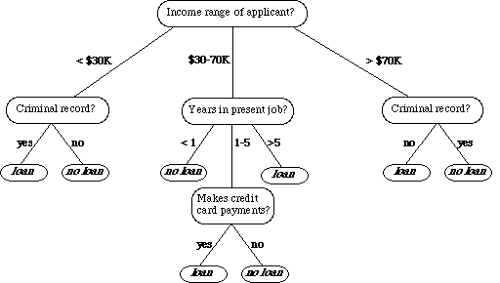 Income range of applicant?
< $30K
$30-70K
> $70K
Criminal record?
Years in present job?
Criminal record?
yes
no
< 1
1-5
>5
no
yes
loan
no loan
no loan
loan
loan
no loan
Makes credit
card payments?
yes
no
loan
no loan